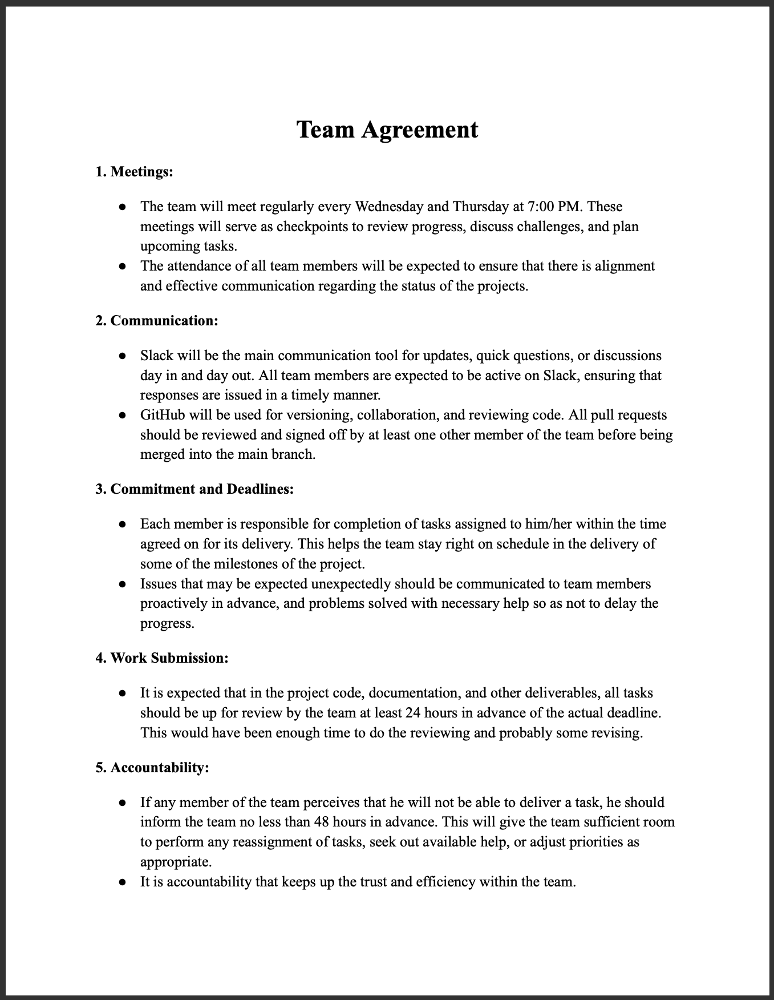 Team Agreement
1. Meetings:
● The team will meet regularly every Wednesday and Thursday at 7:00 PM. These
meetings will serve as checkpoints to review progress, discuss challenges, and plan
upcoming tasks.
● The attendance of all team members will be expected to ensure that there is alignment
and effective communication regarding the status of the projects.
2. Communication:
● Slack will be the main communication tool for updates, quick questions, or discussions
day in and day out. All team members are expected to be active on Slack, ensuring that
responses are issued in a timely manner.
● GitHub will be used for versioning, collaboration, and reviewing code. All pull requests
should be reviewed and signed off by at least one other member of the team before being
merged into the main branch.
3. Commitment and Deadlines:
● Each member is responsible for completion of tasks assigned to him/her within the time
agreed on for its delivery. This helps the team stay right on schedule in the delivery of
some of the milestones of the project.
● Issues that may be expected unexpectedly should be communicated to team members
proactively in advance, and problems solved with necessary help so as not to delay the
progress.
4. Work Submission:
● It is expected that in the project code, documentation, and other deliverables, all tasks
should be up for review by the team at least 24 hours in advance of the actual deadline.
This would have been enough time to do the reviewing and probably some revising.
5. Accountability:
● If any member of the team perceives that he will not be able to deliver a task, he should
inform the team no less than 48 hours in advance. This will give the team sufficient room
to perform any reassignment of tasks, seek out available help, or adjust priorities as
appropriate.
● It is accountability that keeps up the trust and efficiency within the team.